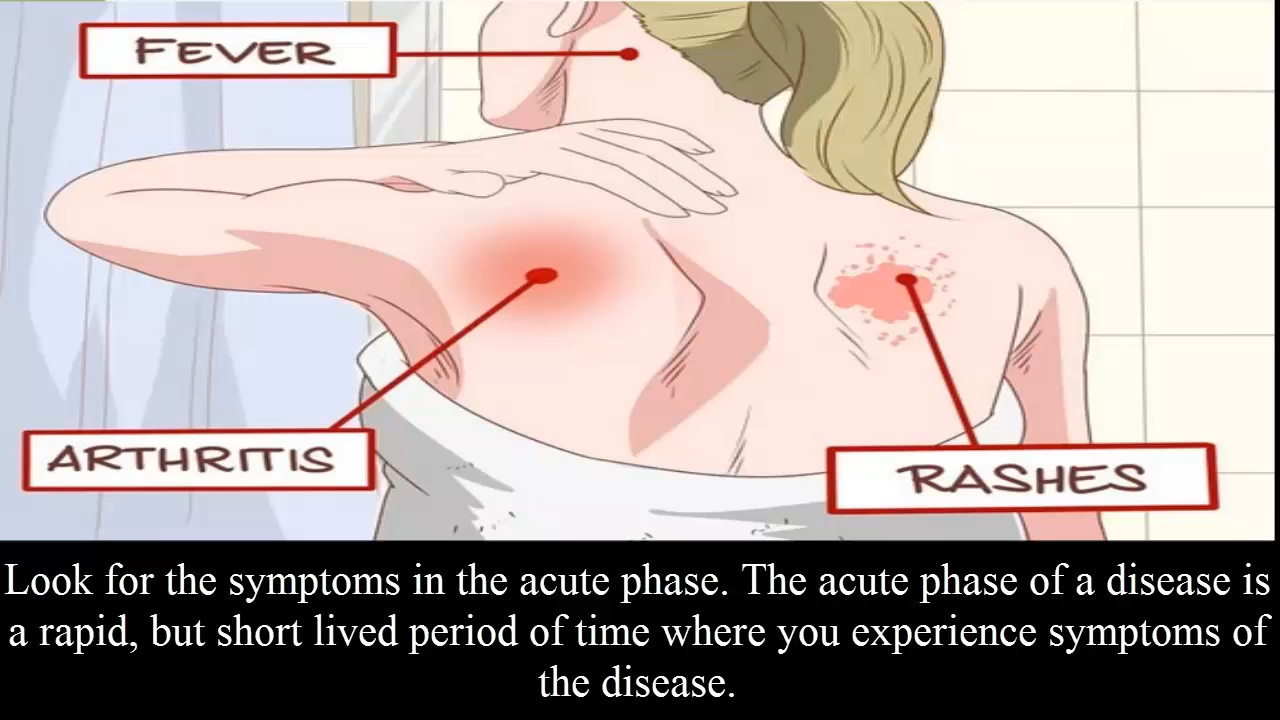 FEVER
ARTHRITIS
RASHES
Look for the symptoms in the acute phase. The acute phase of a disease is
a rapid, but short lived period of time where you experience symptoms of
the disease.